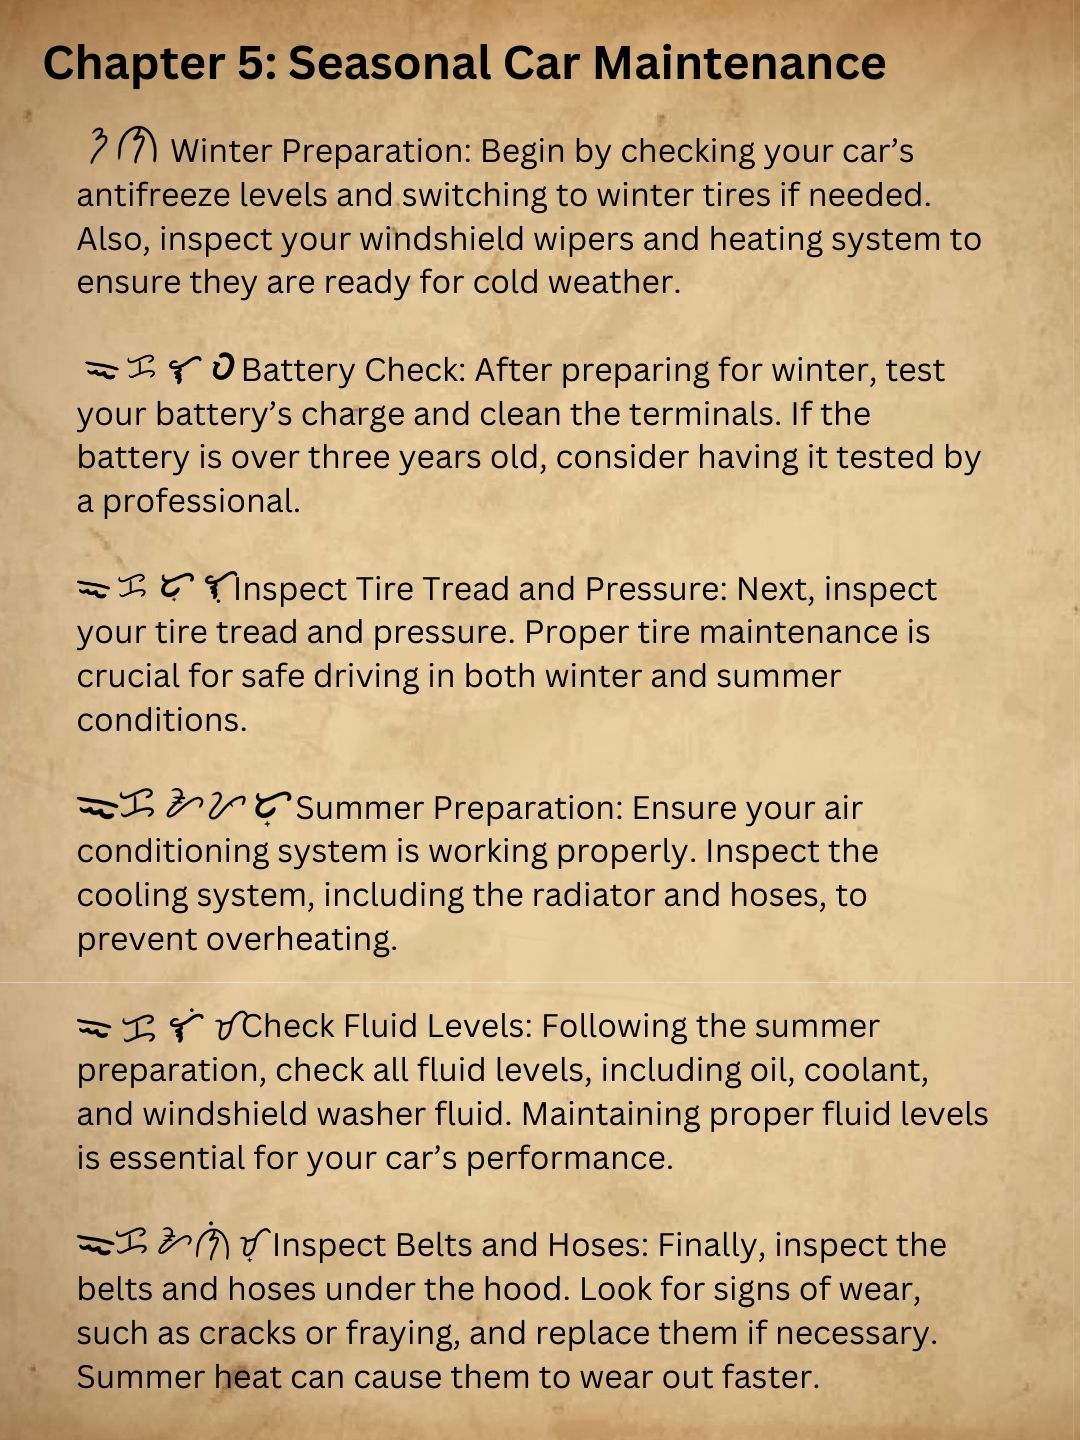 Chapter 5: Seasonal Car Maintenance
ᜂᜈ Winter Preparation: Begin by checking your car’s
antifreeze levels and switching to winter tires if needed.
Also, inspect your windshield wipers and heating system to
ensure they are ready for cold weather.
ᜁᜃᜎᜏ Battery Check: After preparing for winter, test
your battery’s charge and clean the terminals. If the
battery is over three years old, consider having it tested by
a professional.
ᜁᜃᜆ᜔ᜎᜓ Inspect Tire Tread and Pressure: Next, inspect
your tire tread and pressure. Proper tire maintenance is
crucial for safe driving in both winter and summer
conditions.
ᜁᜃᜀᜉᜆ᜔ Summer Preparation: Ensure your air
conditioning system is working properly. Inspect the
cooling system, including the radiator and hoses, to
prevent overheating.
ᜁᜃᜎᜒᜋ Check Fluid Levels: Following the summer
preparation, check all fluid levels, including oil, coolant,
and windshield washer fluid. Maintaining proper fluid levels
is essential for your car’s performance.
ᜁᜃᜀᜈᜒᜋ᜔ Inspect Belts and Hoses: Finally, inspect the
belts and hoses under the hood. Look for signs of wear,
such as cracks or fraying, and replace them if necessary.
Summer heat can cause them to wear out faster.